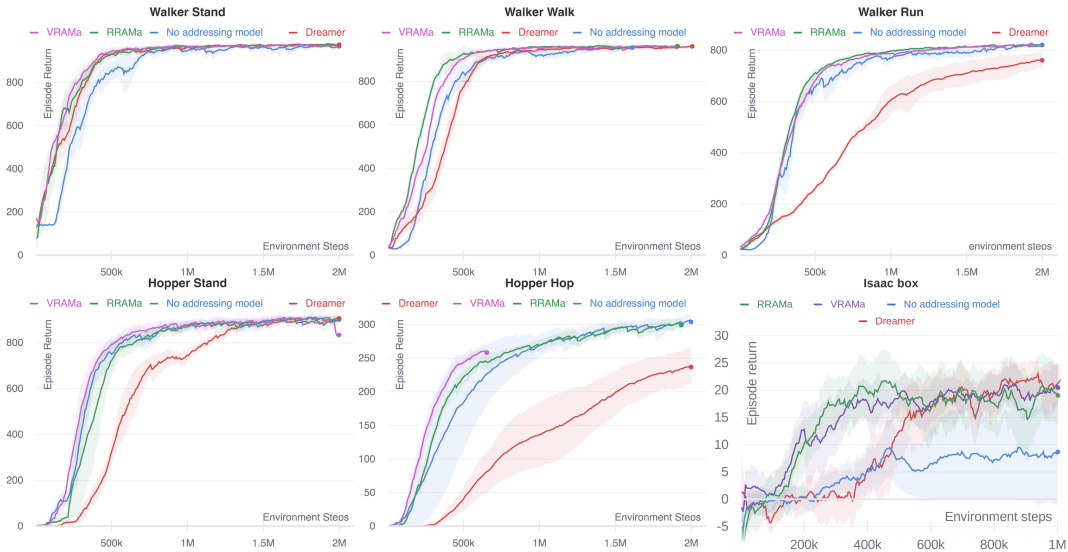 Walker Stand
VRAMa RRAMa No addressing model Dreamer
Episode Return
800
600
400
200
0
Environment Steps
500k 1M 1.5M 2M
Walker Walk
VRAMa RRAMa Dreamer No addressing model
Episode Return
800
600
400
200
0
Environment Steps
500k 1M 1.5M 2M
Walker Run
VRAMa RRAMa No addressing model Dreamer
Episode Return
800
600
400
200
0
environment steps
500k 1M 1.5M 2M
Hopper Stand
VRAMa RRAMa No addressing model Dreamer
Episode Return
800
600
400
200
0
Environment Steps
500k 1M 1.5M 2M
Hopper Hop
Dreamer VRAMa RRAMa No addressing model
Episode Return
300
250
200
150
100
50
0
Environment Steps
500k 1M 1.5M 2M
Isaac box
RRAMa VRAMa No addressing model
Dreamer
Episode return
30
25
20
15
10
5
0
-5
Environment steps
200k 400k 600k 800k 1M